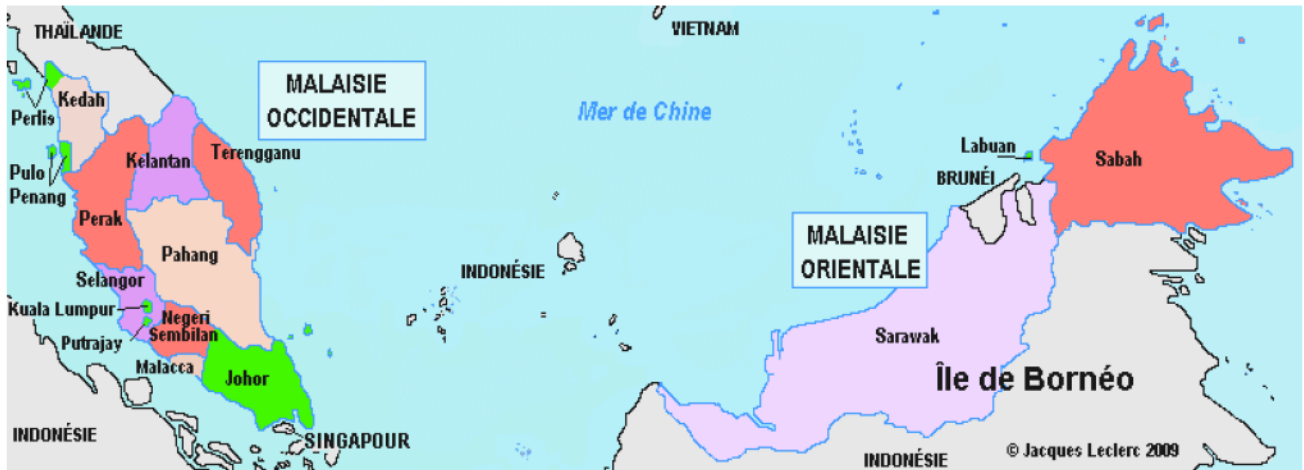 THAÏLANDE
VIETNAM
MALAISIE
OCCIDENTALE
Kedah
Perlis
Mer de Chine
Kelantan
Terengganu
Labuan
Sabah
Pulo
Penang
BRUNÉI
Perak
Pahang
MALAISIE
ORIENTALE
INDONÉSIE
Selangor
Kuala Lumpur
Negeri
Sembilan
Putrajay
Sarawak
Malacca
Johor
Île de Bornéo
INDONÉSIE
SINGAPOUR
© Jacques Leclerc 2009
INDONÉSIE